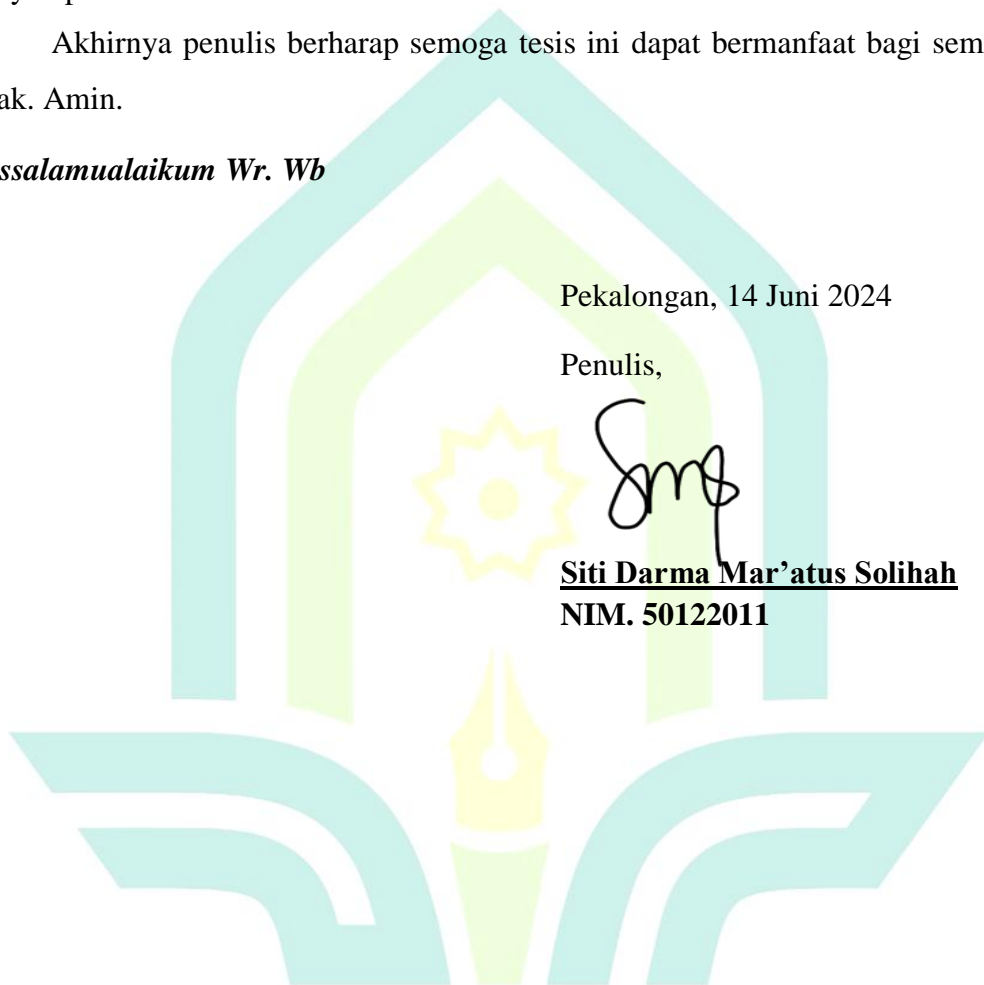 Akhirnya penulis berharap semoga tesis ini dapat bermanfaat bagi sem
ak. Amin.
ssalamualaikum Wr. Wb
Pekalongan, 14 Juni 2024
Penulis,
Siti Darma Mar’atus Solihah
NIM. 50122011